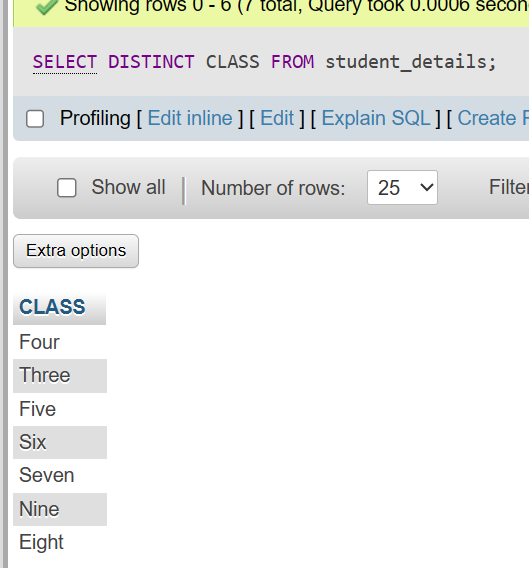 Showing rows 0 - 6 (7 total, Query took 0.0006
SELECT DISTINCT CLASS FROM student_details;
Profiling [ Edit inline ] [ Edit ] [ Explain SQL ] [ Create
Show all | Number of rows: 25
Extra options
CLASS
Four
Three
Five
Six
Seven
Nine
Eight